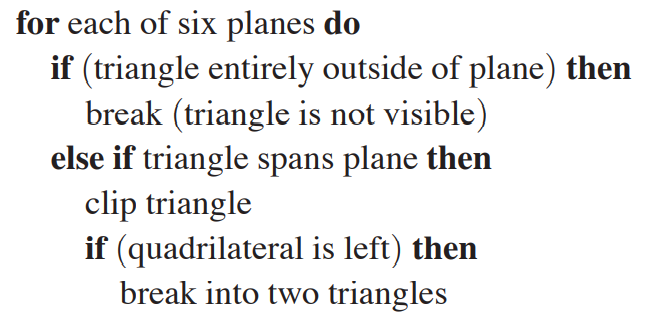 for each of six planes do
if (triangle entirely outside of plane) then
break (triangle is not visible)
else if triangle spans plane then
clip triangle
if (quadrilateral is left) then
break into two triangles